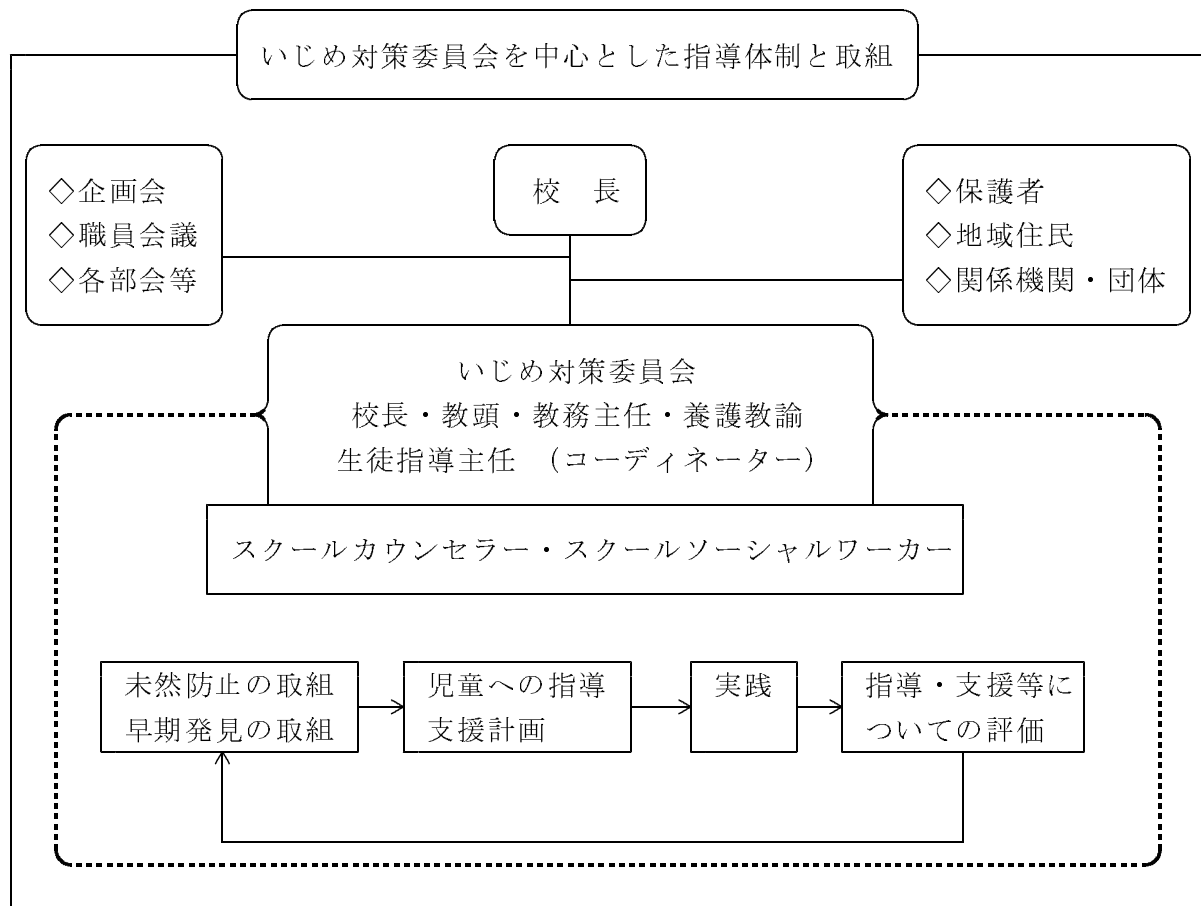 いじめ対策委員会を中心とした指導体制と取組
◇企画会
◇職員会議
◇各部会等
校　長
◇保護者
◇地域住民
◇関係機関・団体
いじめ対策委員会
校長・教頭・教務主任・養護教諭
生徒指導主任　（コーディネーター）
スクールカウンセラー・スクールソーシャルワーカー
未然防止の取組
早期発見の取組
児童への指導
支援計画
実践
指導・支援等に
ついての評価